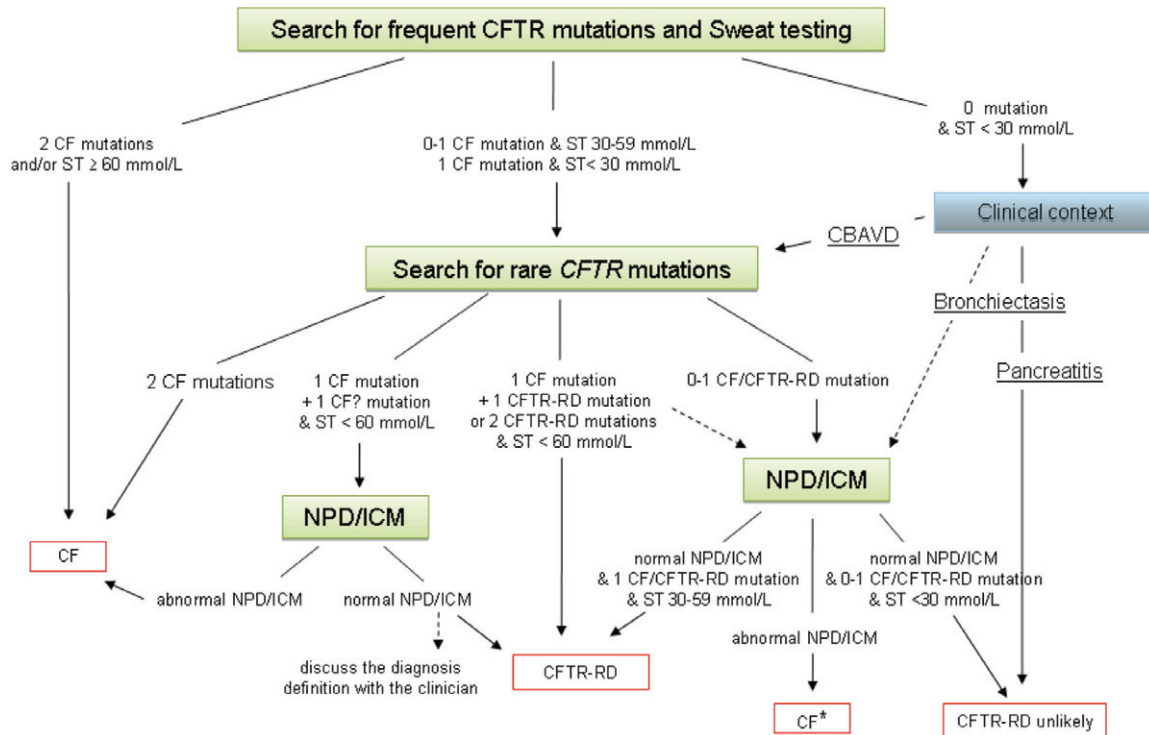 Search for frequent CFTR mutations and Sweat testing
2 CF mutations
and/or ST ≥ 60 mmol/L
0-1 CF mutation & ST 30-59 mmol/L
1 CF mutation & ST< 30 mmol/L
0 mutation
& ST < 30 mmol/L
Clinical context
CBAVD
Search for rare CFTR mutations
Bronchiectasis
Pancreatitis
2 CF mutations
1 CF mutation
+ 1 CF? mutation
& ST < 60 mmol/L
1 CF mutation
+ 1 CFTR-RD mutation
or 2 CFTR-RD mutations
& ST < 60 mmol/L
0-1 CF/CFTR-RD mutation
NPD/ICM
NPD/ICM
CF
abnormal NPD/ICM
normal NPD/ICM
normal NPD/ICM
& 1 CF/CFTR-RD mutation
& ST 30-59 mmol/L
normal NPD/ICM
& 0-1 CF/CFTR-RD mutation
& ST <30 mmol/L
abnormal NPD/ICM
discuss the diagnosis
definition with the clinician
CFTR-RD
CF*
CFTR-RD unlikely